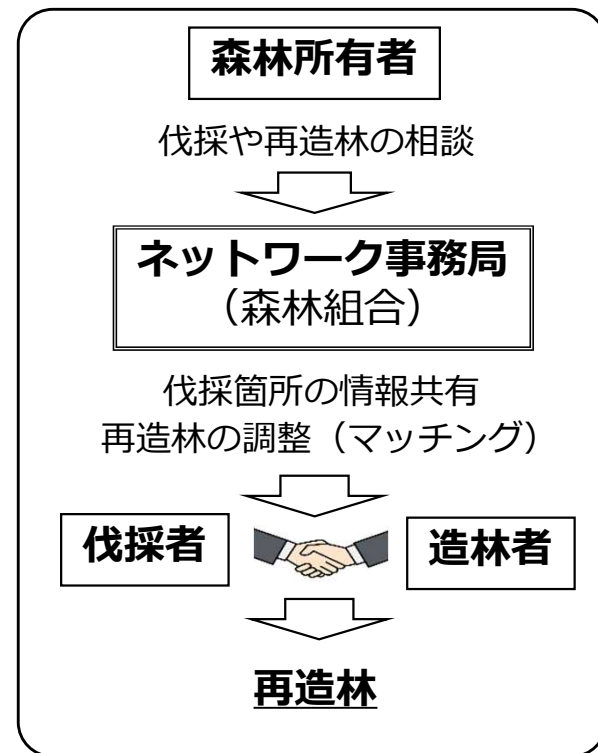 森林所有者
伐採や再造林の相談
ネットワーク事務局
（森林組合）
伐採箇所の情報共有
再造林の調整（マッチング）
伐採者
造林者
再造林